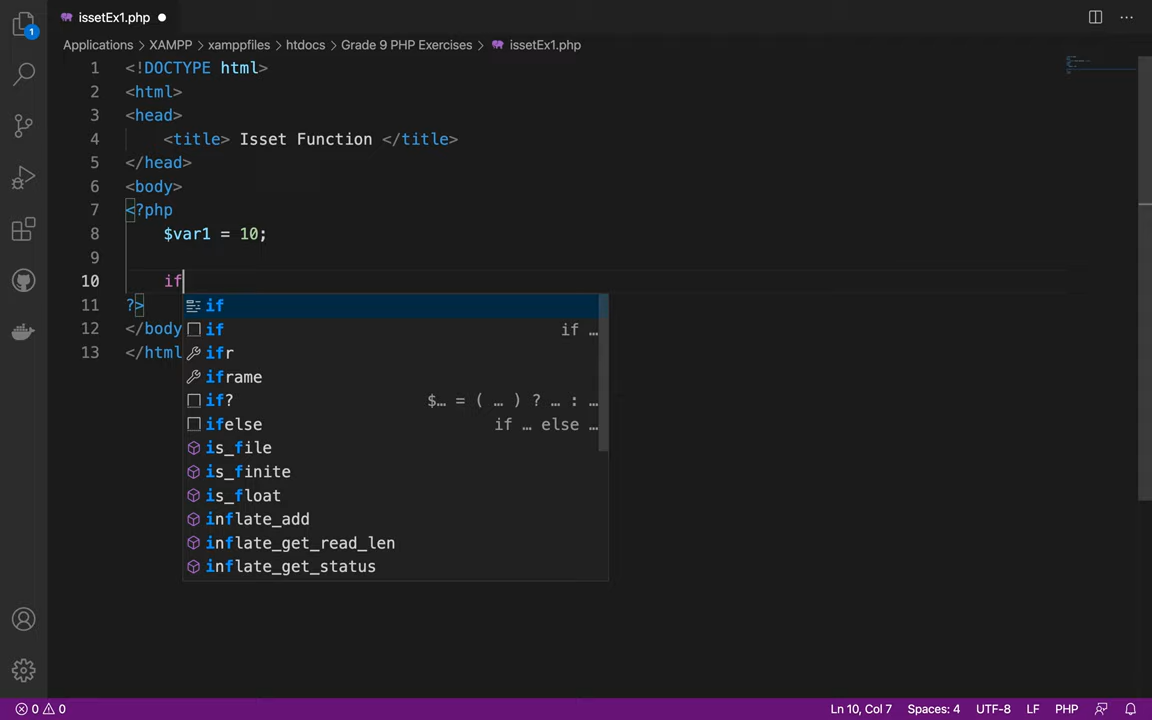 issetEx1.php
1
Applications > XAMPP > xamppfiles > htdocs > Grade 9 PHP Exercises > issetEx1.php
1 <!DOCTYPE html>
2 <html>
3 <head>
4 <title> Isset Function </title>
5 </head>
6 <body>
7 <?php
8 $var1 = 10;
9
10 if
11 ?>
12 </body
13 </html
if
if if …
ifr
iframe
if? $… = ( … ) ? … : …
ifelse if … else …
is_file
is_finite
is_float
inflate_add
inflate_get_read_len
inflate_get_status
0 0 Ln 10, Col 7 Spaces: 4 UTF-8 LF PHP